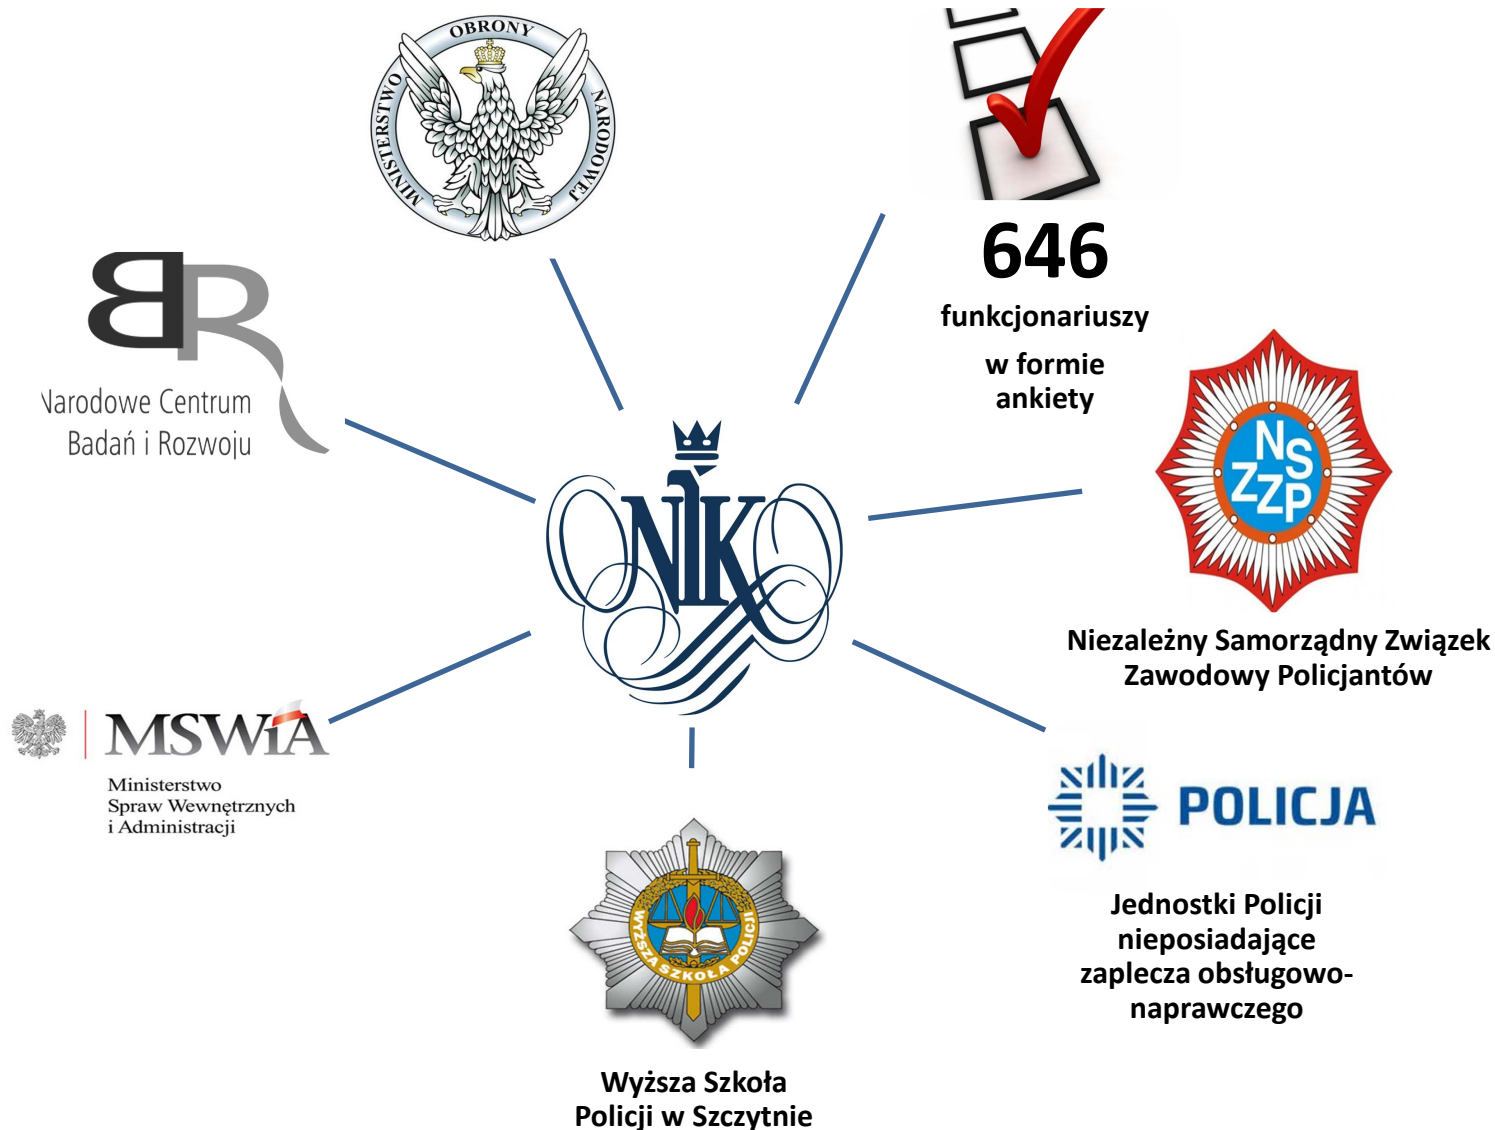 MINISTERSTWO OBRONY NARODOWEJ
646
funkcjonariuszy
w formie
ankiety
BR
Narodowe Centrum
Badań i Rozwoju
NIK
NS
ZZP
Niezależny Samorządny Związek
Zawodowy Policjantów
MSWiA
Ministerstwo
Spraw Wewnętrznych
i Administracji
POLICJA
Jednostki Policji
nieposiadające
zaplecza obsługowo-
naprawczego
WYŻSZA SZKOŁA POLICJI
Wyższa Szkoła
Policji w Szczytnie